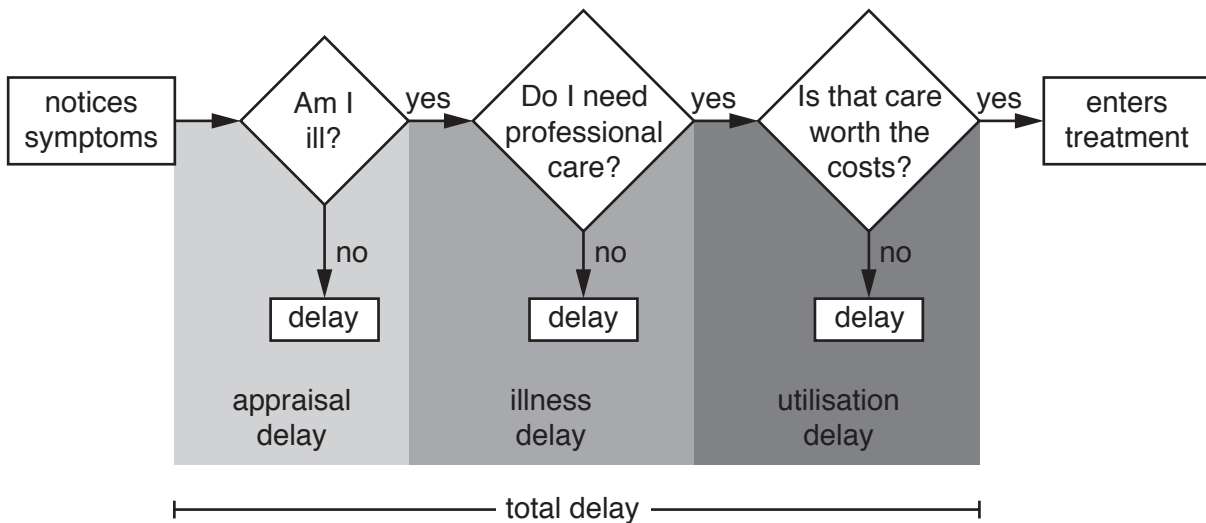 notices
symptoms
Am I
ill?
yes
Do I need
professional
care?
yes
Is that care
worth the
costs?
yes
enters
treatment
no
no
no
delay
delay
delay
appraisal
delay
illness
delay
utilisation
delay
total delay